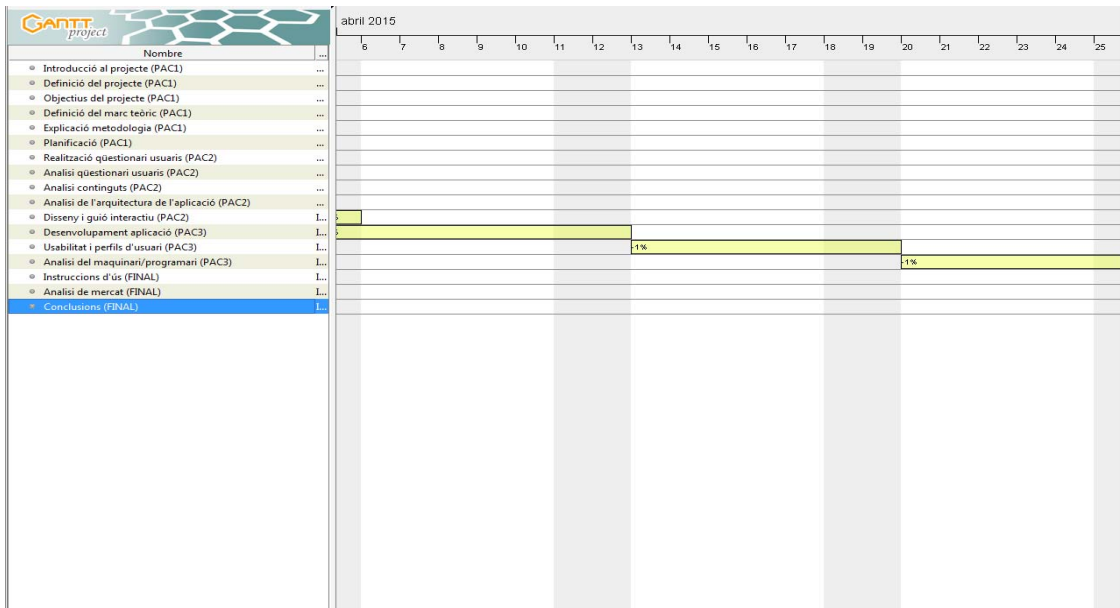 GANTT
project
abril 2015
6 7 8 9 10 11 12 13 14 15 16 17 18 19 20 21 22 23 24 25
Nombre ...
Introducció al projecte (PAC1) ...
Definició del projecte (PAC1) ...
Objectius del projecte (PAC1) ...
Definició del marc teòric (PAC1) ...
Explicació metodologia (PAC1) ...
Planificació (PAC1) ...
Realització qüestionari usuaris (PAC2) ...
Analisi qüestionari usuaris (PAC2) ...
Analisi continguts (PAC2) ...
Analisi de l'arquitectura de l'aplicació (PAC2) ...
Disseny i guió interactiu (PAC2) I...
Desenvolupament aplicació (PAC3) I...
Usabilitat i perfils d'usuari (PAC3) I... -1%
Analisi del maquinari/programari (PAC3) I... -1%
Instruccions d'ús (FINAL) I...
Analisi de mercat (FINAL) I...
Conclusions (FINAL) I...